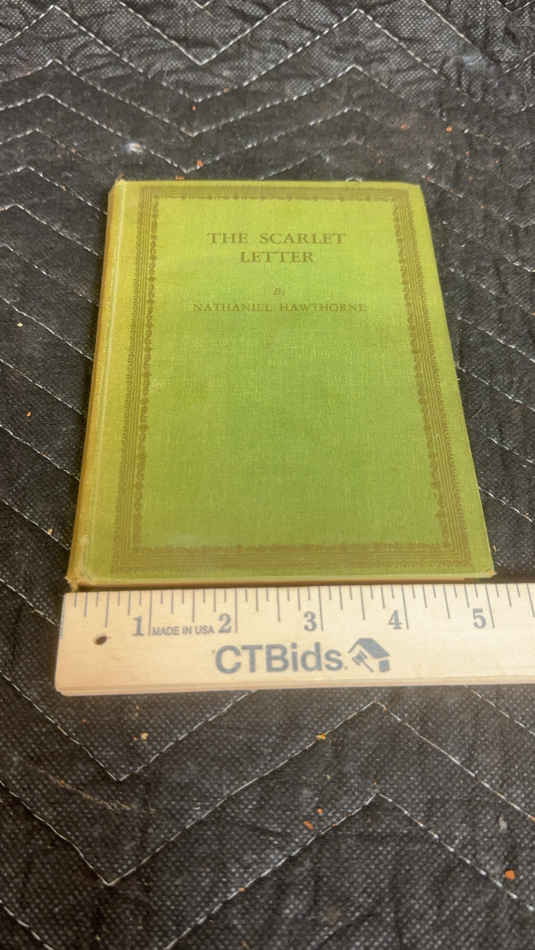 THE SCARLET
LETTER
By
NATHANIEL HAWTHORNE
1 MADE IN USA 2 3 4 5
CTBids.